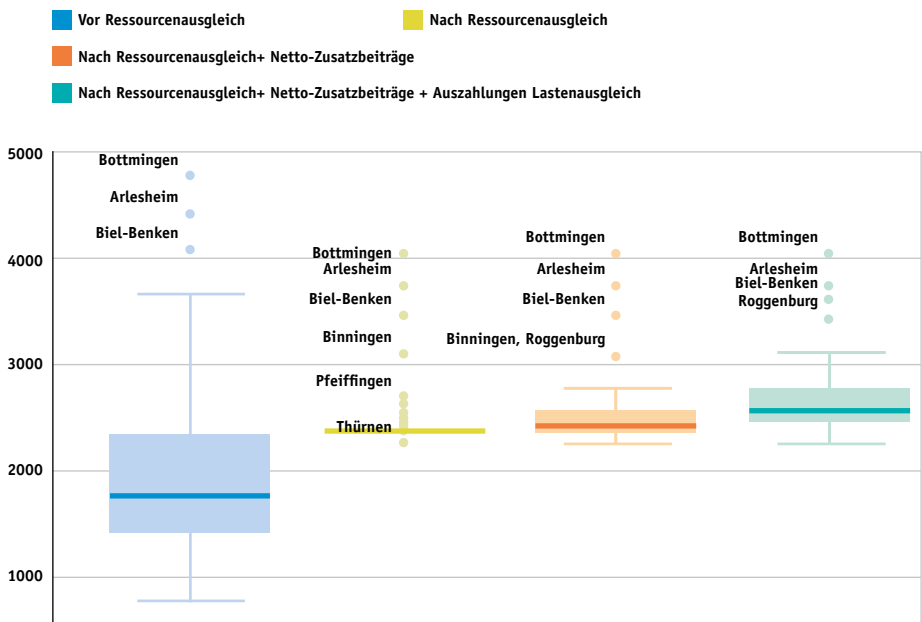 Vor Ressourcenausgleich
Nach Ressourcenausgleich
Nach Ressourcenausgleich+ Netto-Zusatzbeiträge
Nach Ressourcenausgleich+ Netto-Zusatzbeiträge + Auszahlungen Lastenausgleich
5000
4000
3000
2000
1000
Bottmingen
Arlesheim
Biel-Benken
Bottmingen
Arlesheim
Biel-Benken
Binningen
Pfeiffingen
Thürnen
Bottmingen
Arlesheim
Biel-Benken
Binningen, Roggenburg
Bottmingen
Arlesheim
Biel-Benken
Roggenburg